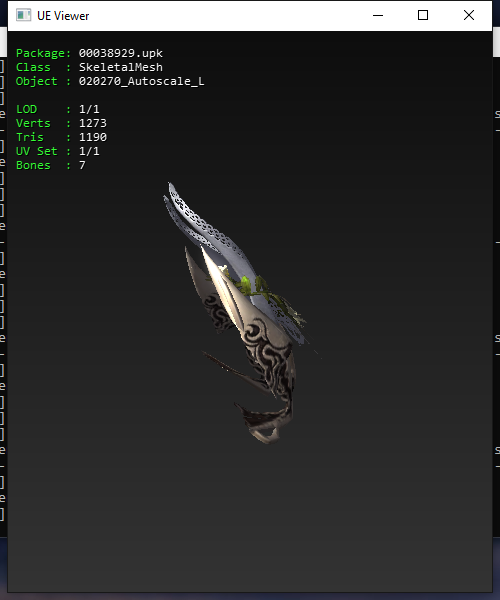 UE Viewer
Package: 00038929.upk
Class  : SkeletalMesh
Object : 020270_Autoscale_L
LOD    : 1/1
Verts  : 1273
Tris   : 1190
UV Set : 1/1
Bones  : 7